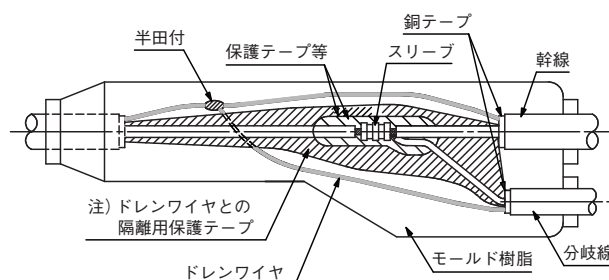 半田付
保護テープ等
スリーブ
銅テープ
幹線
注）ドレンワイヤとの
隔離用保護テープ
ドレンワイヤ
モールド樹脂
分岐線